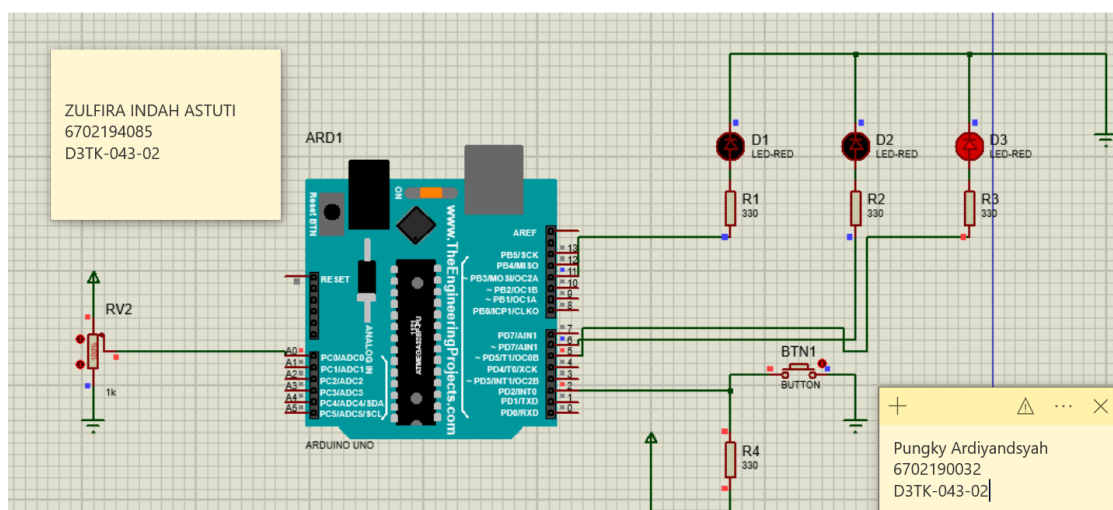 ZULFIRA INDAH ASTUTI
6702194085
D3TK-043-02
ARD1
ON
Reset BTN
www.TheEngineeringProjects.com
ANALOG IN
RESET
A0
A1
A2
A3
A4
A5
PC0/ADC0
PC1/ADC1
PC2/ADC2
PC3/ADC3
PC4/ADC4/SDA
PC5/ADC5/SCL
AREF
PB5/SCK
PB4/MISO
~ PB3/MOSI/OC2A
~ PB2/OC1B
~ PB1/OC1A
PB0/ICP1/CLKO
PD7/AIN1
~ PD7/AIN1
~ PD5/T1/OC0B
PD4/T0/XCK
~ PD3/INT1/OC2B
PD2/INT0
PD1/TXD
PD0/RXD
13
12
11
10
9
8
7
6
5
4
3
2
1
0
ARDUINO UNO
RV2
100%
1k
D1
LED-RED
D2
LED-RED
D3
LED-RED
R1
330
R2
330
R3
330
BTN1
BUTTON
R4
330
Pungky Ardiyandsyah
6702190032
D3TK-043-02